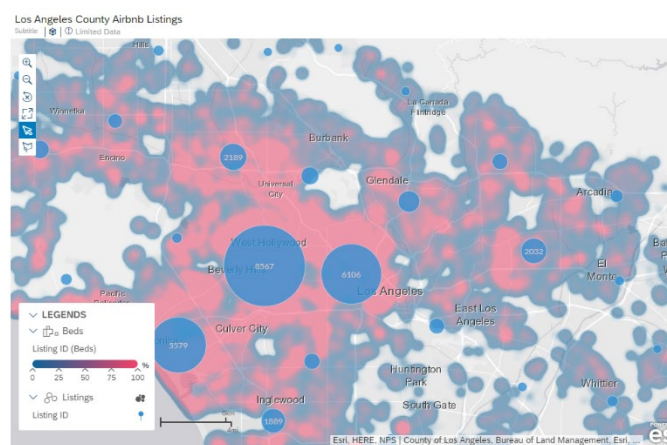 Los Angeles County Airbnb Listings
Subtitle
Limited Data
Hills
La Canada
Flintridge
Winnetka
Burbank
Encino
2189
Universal
City
Glendale
Arcadia
West Hollywood
8567
6106
2032
El
Monte
Beverly Hills
Los Angeles
Pacific
East Los
Angeles
Culver City
3579
LEGENDS
Beds
Listing ID (Beds)
%
0 25 50 75 100
Listings
Listing ID
Huntington
Park
Whittier
Inglewood
South Gate
1889
Esri, HERE, NPS | County of Los Angeles, Bureau of Land Management, Esri, ...